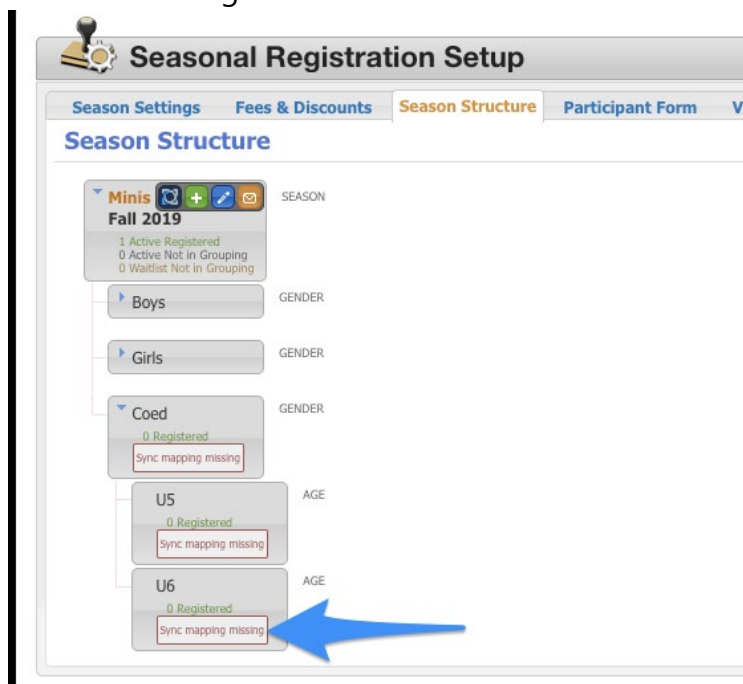 Seasonal Registration Setup
Season Settings Fees & Discounts Season Structure Participant Form V
Season Structure
Minis SEASON
Fall 2019
1 Active Registered
0 Active Not in Grouping
0 Waitlist Not in Grouping
Boys GENDER
Girls GENDER
Coed GENDER
0 Registered
Sync mapping missing
U5 AGE
0 Registered
Sync mapping missing
U6 AGE
0 Registered
Sync mapping missing